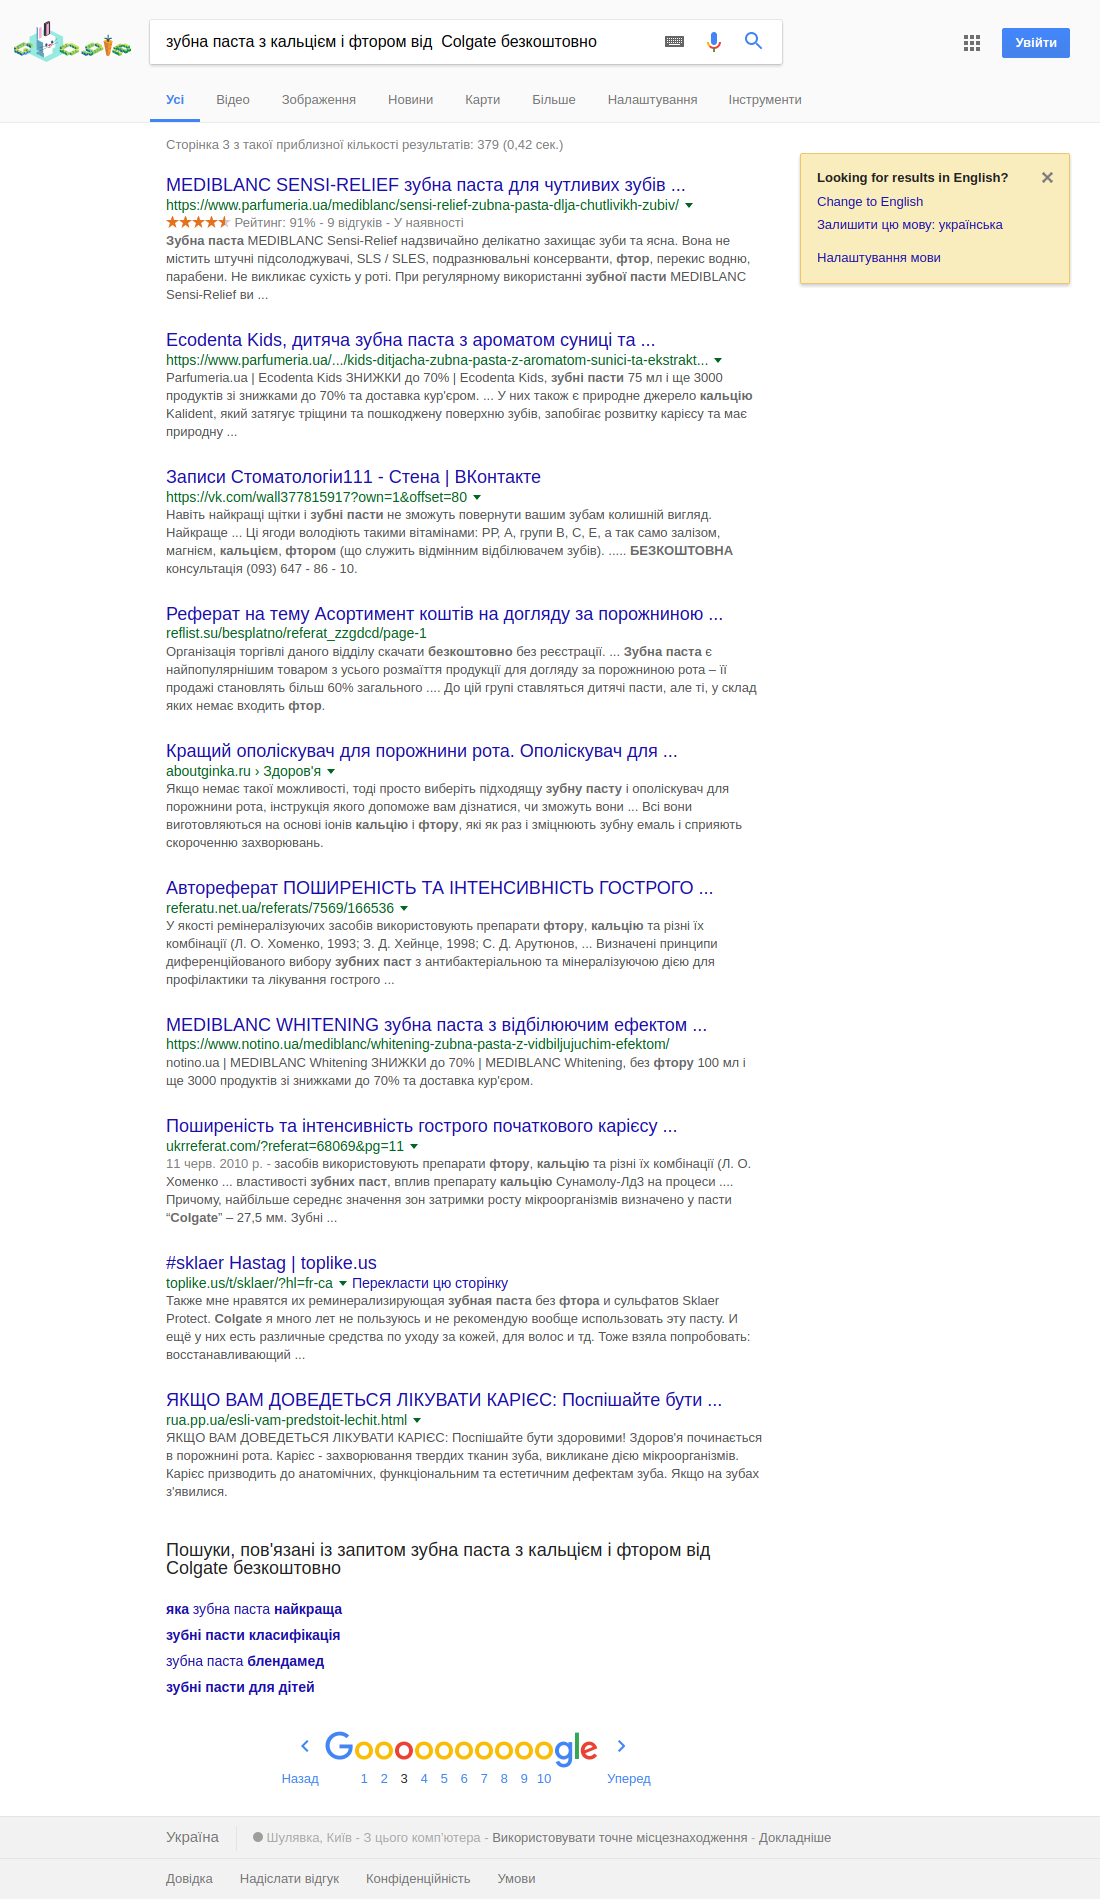 зубна паста з кальцієм і фтором від  Colgate безкоштовно
Увійти
Усі Відео Зображення Новини Карти Більше Налаштування Інструменти
Сторінка 3 з такої приблизної кількості результатів: 379 (0,42 сек.)
Looking for results in English?
Change to English
Залишити цю мову: українська
Налаштування мови
MEDIBLANC SENSI-RELIEF зубна паста для чутливих зубів ...
https://www.parfumeria.ua/mediblanc/sensi-relief-zubna-pasta-dlja-chutlivikh-zubiv/
Рейтинг: 91% - 9 відгуків - У наявності
Зубна паста MEDIBLANC Sensi-Relief надзвичайно делікатно захищає зуби та ясна. Вона не
містить штучні підсолоджувачі, SLS / SLES, подразнювальні консерванти, фтор, перекис водню,
парабени. Не викликає сухість у роті. При регулярному використанні зубної пасти MEDIBLANC
Sensi-Relief ви ...
Ecodenta Kids, дитяча зубна паста з ароматом суниці та ...
https://www.parfumeria.ua/.../kids-ditjacha-zubna-pasta-z-aromatom-sunici-ta-ekstrakt...
Parfumeria.ua | Ecodenta Kids ЗНИЖКИ до 70% | Ecodenta Kids, зубні пасти 75 мл і ще 3000
продуктів зі знижками до 70% та доставка кур'єром. ... У них також є природне джерело кальцію
Kalident, який затягує тріщини та пошкоджену поверхню зубів, запобігає розвитку карієсу та має
природну ...
Записи Стоматологіи111 - Стена | ВКонтакте
https://vk.com/wall377815917?own=1&offset=80
Навіть найкращі щітки і зубні пасти не зможуть повернути вашим зубам колишній вигляд.
Найкраще ... Ці ягоди володіють такими вітамінами: РР, А, групи В, С, Е, а так само залізом,
магнієм, кальцієм, фтором (що служить відмінним відбілювачем зубів). ..... БЕЗКОШТОВНА
консультація (093) 647 - 86 - 10.
Реферат на тему Асортимент коштів на догляду за порожниною ...
reflist.su/besplatno/referat_zzgdcd/page-1
Організація торгівлі даного відділу скачати безкоштовно без реєстрації. ... Зубна паста є
найпопулярнішим товаром з усього розмаїття продукції для догляду за порожниною рота – її
продажі становлять більш 60% загального .... До цій групі ставляться дитячі пасти, але ті, у склад
яких немає входить фтор.
Кращий ополіскувач для порожнини рота. Ополіскувач для ...
aboutginka.ru › Здоров'я
Якщо немає такої можливості, тоді просто виберіть підходящу зубну пасту і ополіскувач для
порожнини рота, інструкція якого допоможе вам дізнатися, чи зможуть вони ... Всі вони
виготовляються на основі іонів кальцію і фтору, які як раз і зміцнюють зубну емаль і сприяють
скороченню захворювань.
Автореферат ПОШИРЕНІСТЬ ТА ІНТЕНСИВНІСТЬ ГОСТРОГО ...
referatu.net.ua/referats/7569/166536
У якості ремінералізуючих засобів використовують препарати фтору, кальцію та різні їх
комбінації (Л. О. Хоменко, 1993; З. Д. Хейнце, 1998; С. Д. Арутюнов, ... Визначені принципи
диференційованого вибору зубних паст з антибактеріальною та мінералізуючою дією для
профілактики та лікування гострого ...
MEDIBLANC WHITENING зубна паста з відбілюючим ефектом ...
https://www.notino.ua/mediblanc/whitening-zubna-pasta-z-vidbiljujuchim-efektom/
notino.ua | MEDIBLANC Whitening ЗНИЖКИ до 70% | MEDIBLANC Whitening, без фтору 100 мл і
ще 3000 продуктів зі знижками до 70% та доставка кур'єром.
Поширеність та інтенсивність гострого початкового карієсу ...
ukrreferat.com/?referat=68069&pg=11
11 черв. 2010 р. - засобів використовують препарати фтору, кальцію та різні їх комбінації (Л. О.
Хоменко ... властивості зубних паст, вплив препарату кальцію Сунамолу-Лд3 на процеси ....
Причому, найбільше середнє значення зон затримки росту мікроорганізмів визначено у пасти
“Colgate” – 27,5 мм. Зубні ...
#sklaer Hastag | toplike.us
toplike.us/t/sklaer/?hl=fr-ca Перекласти цю сторінку
Также мне нравятся их реминерализирующая зубная паста без фтора и сульфатов Sklaer
Protect. Colgate я много лет не пользуюсь и не рекомендую вообще использовать эту пасту. И
ещё у них есть различные средства по уходу за кожей, для волос и тд. Тоже взяла попробовать:
восстанавливающий ...
ЯКЩО ВАМ ДОВЕДЕТЬСЯ ЛІКУВАТИ КАРІЄС: Поспішайте бути ...
rua.pp.ua/esli-vam-predstoit-lechit.html
ЯКЩО ВАМ ДОВЕДЕТЬСЯ ЛІКУВАТИ КАРІЄС: Поспішайте бути здоровими! Здоров'я починається
в порожнині рота. Карієс - захворювання твердих тканин зуба, викликане дією мікроорганізмів.
Карієс призводить до анатомічних, функціональним та естетичним дефектам зуба. Якщо на зубах
з'явилися.
Пошуки, пов'язані із запитом зубна паста з кальцієм і фтором від
Colgate безкоштовно
яка зубна паста найкраща
зубні пасти класифікація
зубна паста блендамед
зубні пасти для дітей
Goooooooooogle
Назад 1 2 3 4 5 6 7 8 9 10 Уперед
Україна Шулявка, Київ - З цього комп'ютера - Використовувати точне місцезнаходження - Докладніше
Довідка Надіслати відгук Конфіденційність Умови